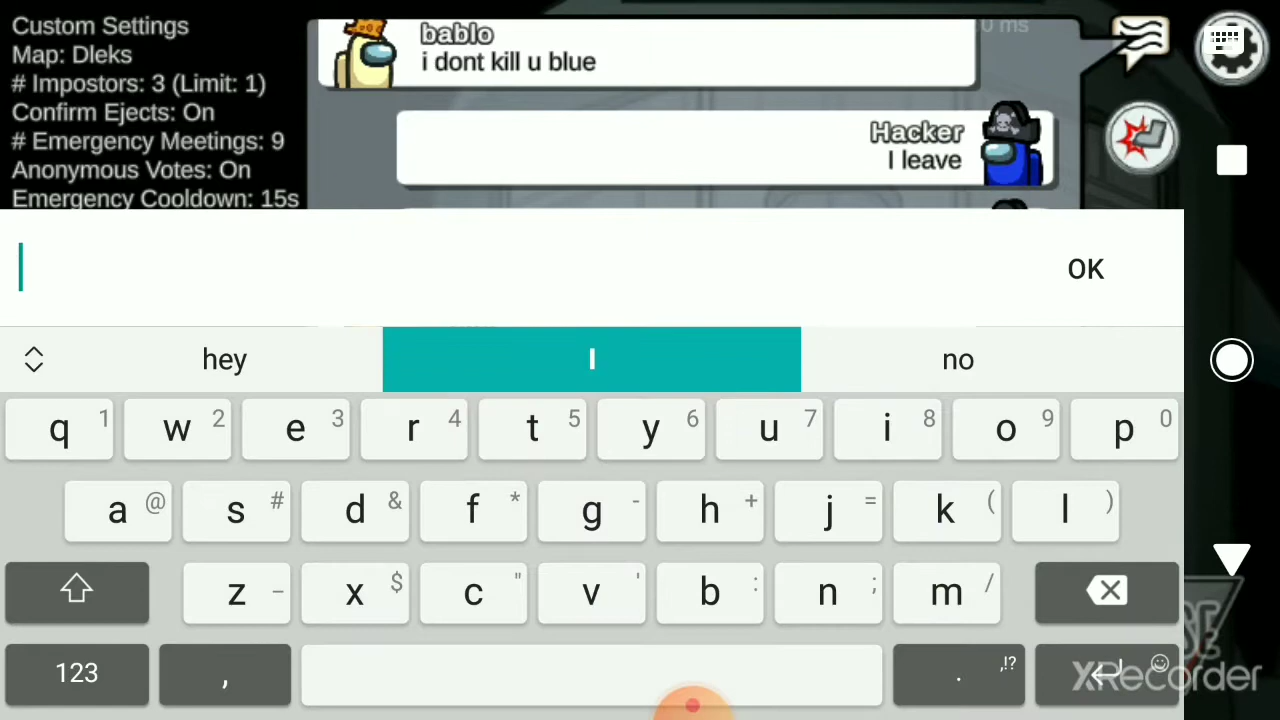 Custom Settings
Map: Dleks
# Impostors: 3 (Limit: 1)
Confirm Ejects: On
# Emergency Meetings: 9
Anonymous Votes: On
Emergency Cooldown: 15s
0 ms
bablo
i dont kill u blue
Hacker
I leave
OK
hey
I
no
q 1 w 2 e 3 r 4 t 5 y 6 u 7 i 8 o 9 p 0
a @ s # d & f * g - h + j = k ( l )
z _ x $ c " v ' b : n ; m /
123 , . ,!?
XRecorder